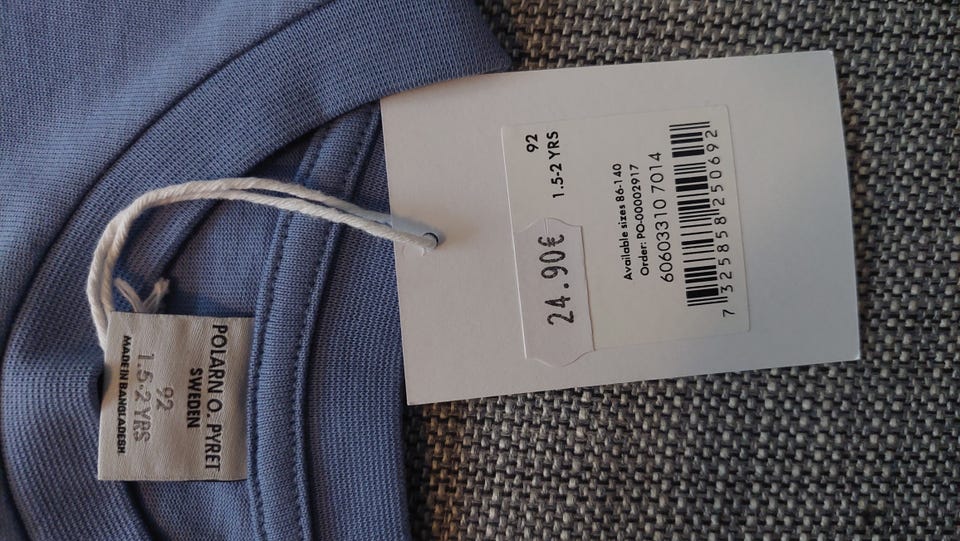 POLARN O. PYRET
SWEDEN
92
1.5-2 YRS
MADE IN BANGLADESH
92
1.5-2 YRS
24.90€
Available sizes 86-140
Order: PO-00002917
60603310 7014
7 325858 250692